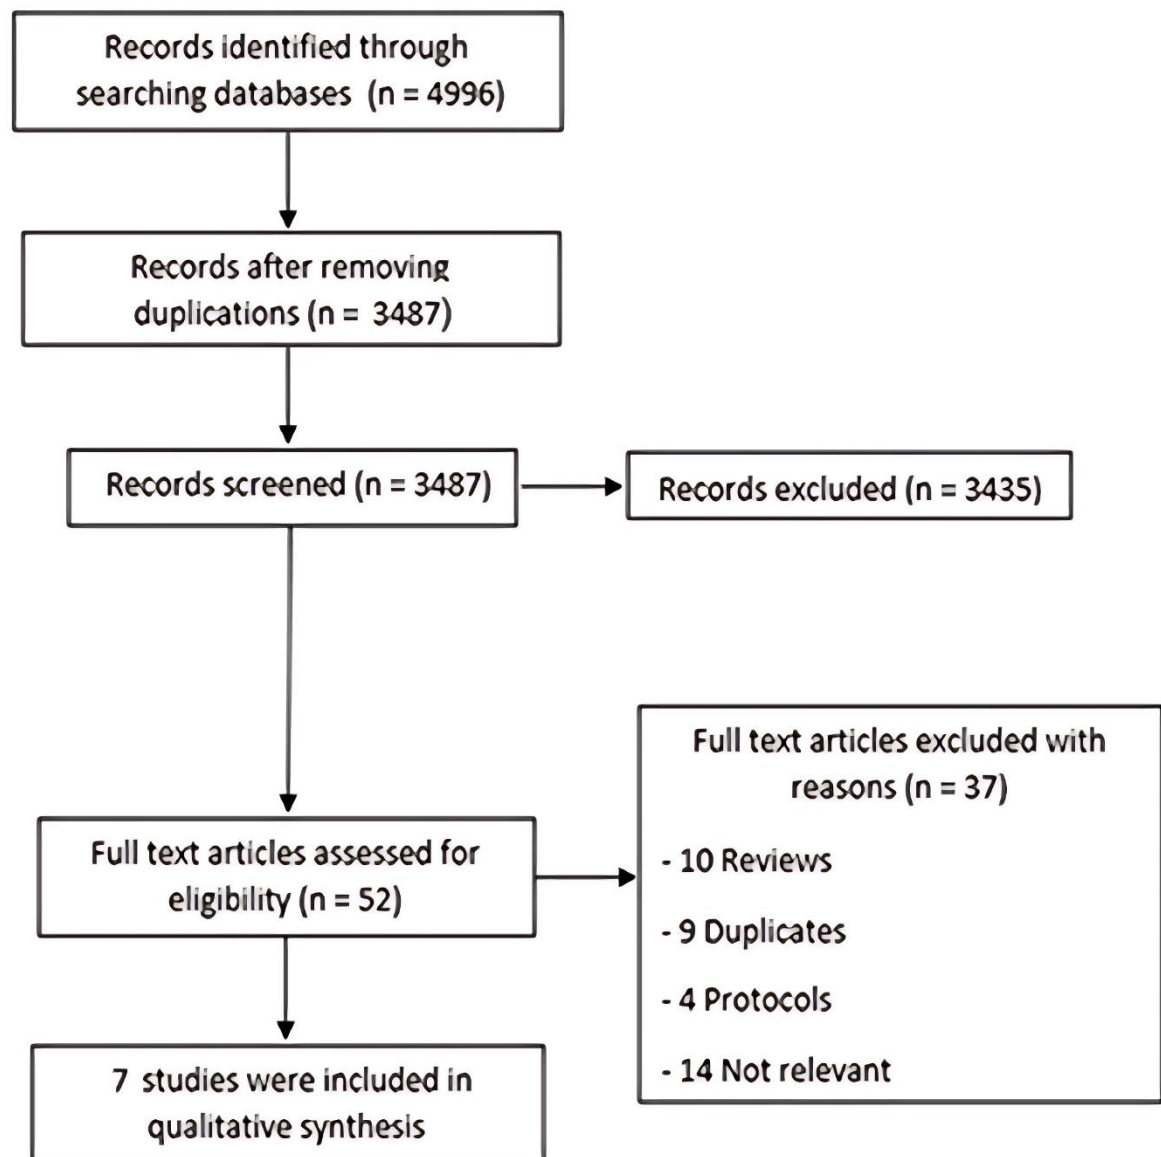 Records identified through
searching databases (n = 4996)
Records after removing
duplications (n = 3487)
Records screened (n = 3487)
Records excluded (n = 3435)
Full text articles assessed for
eligibility (n = 52)
Full text articles excluded with
reasons (n = 37)
- 10 Reviews
- 9 Duplicates
- 4 Protocols
- 14 Not relevant
7 studies were included in
qualitative synthesis